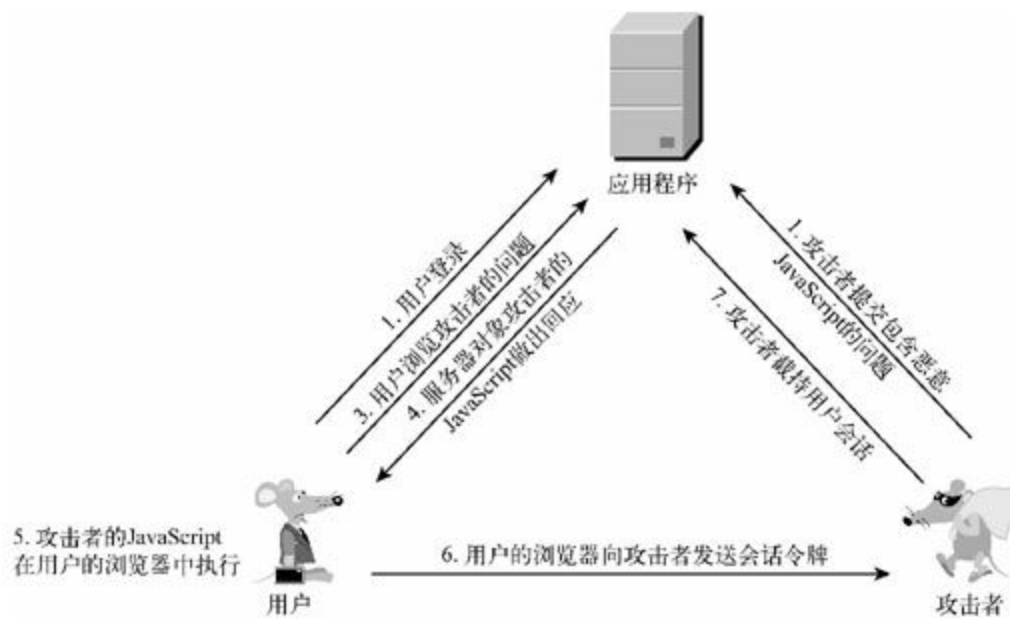 应用程序
1. 用户登录
3. 用户浏览攻击者的问题
4. 服务器对象攻击者的
JavaScript做出回应
1. 攻击者提交包含恶意
JavaScript的问题
7. 攻击者截持用户会话
5. 攻击者的JavaScript
在用户的浏览器中执行
6. 用户的浏览器向攻击者发送会话令牌
用户
攻击者